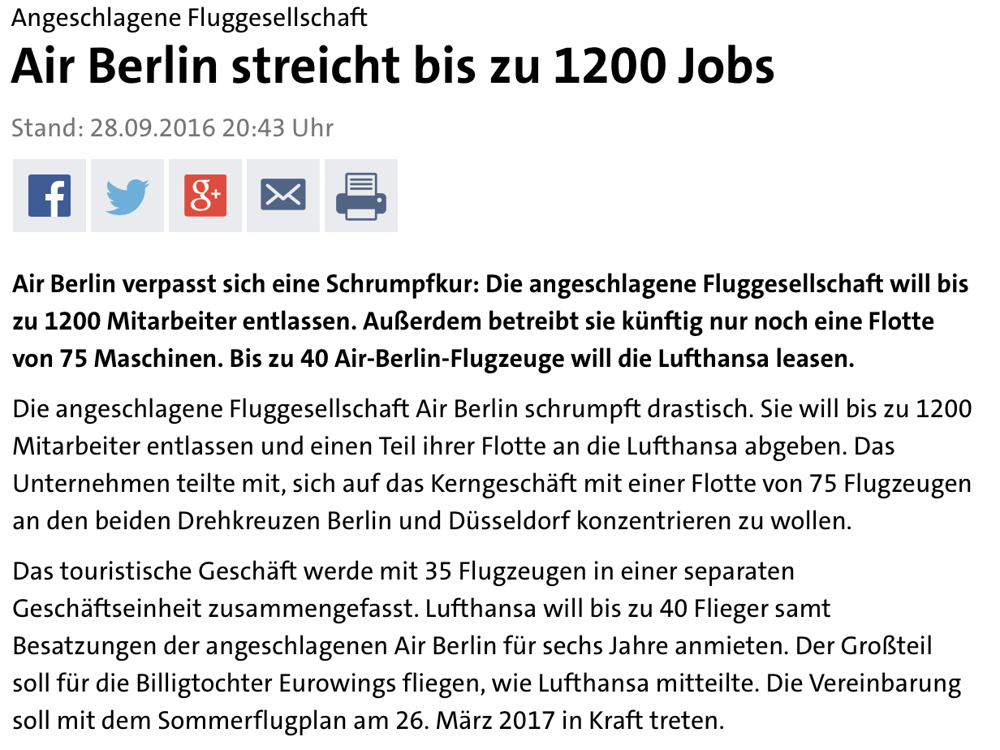 Angeschlagene Fluggesellschaft
Air Berlin streicht bis zu 1200 Jobs
Stand: 28.09.2016 20:43 Uhr
f g+
Air Berlin verpasst sich eine Schrumpfkur: Die angeschlagene Fluggesellschaft will bis
zu 1200 Mitarbeiter entlassen. Außerdem betreibt sie künftig nur noch eine Flotte
von 75 Maschinen. Bis zu 40 Air-Berlin-Flugzeuge will die Lufthansa leasen.
Die angeschlagene Fluggesellschaft Air Berlin schrumpft drastisch. Sie will bis zu 1200
Mitarbeiter entlassen und einen Teil ihrer Flotte an die Lufthansa abgeben. Das
Unternehmen teilte mit, sich auf das Kerngeschäft mit einer Flotte von 75 Flugzeugen
an den beiden Drehkreuzen Berlin und Düsseldorf konzentrieren zu wollen.
Das touristische Geschäft werde mit 35 Flugzeugen in einer separaten
Geschäftseinheit zusammengefasst. Lufthansa will bis zu 40 Flieger samt
Besatzungen der angeschlagenen Air Berlin für sechs Jahre anmieten. Der Großteil
soll für die Billigtochter Eurowings fliegen, wie Lufthansa mitteilte. Die Vereinbarung
soll mit dem Sommerflugplan am 26. März 2017 in Kraft treten.